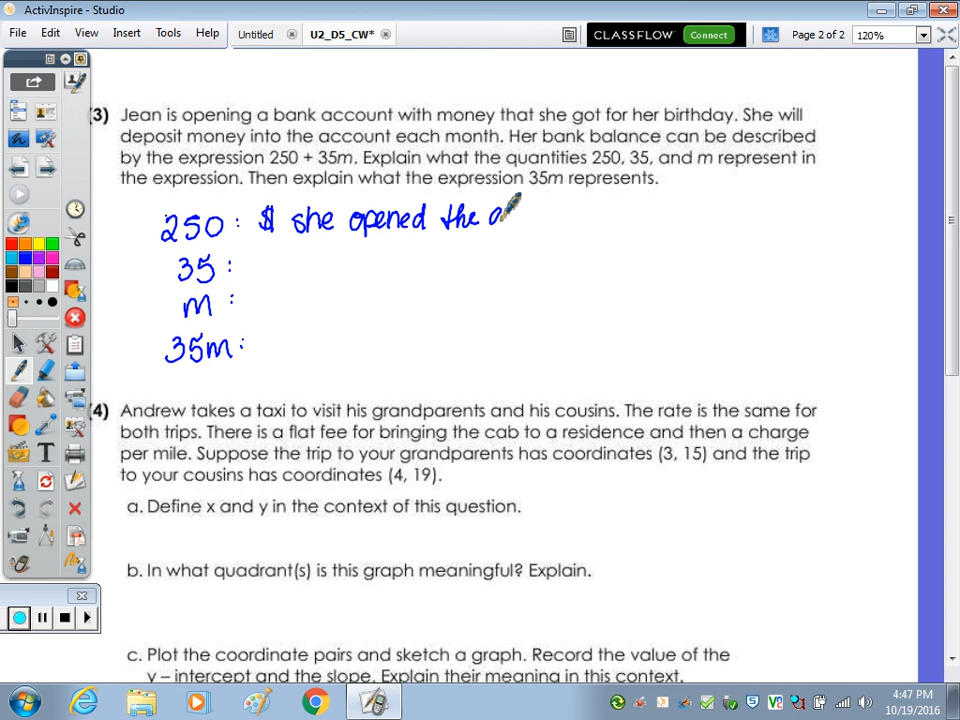 ActivInspire - Studio
File Edit View Insert Tools Help Untitled U2_D5_CW* CLASSFLOW Connect Page 2 of 2 120%
(3) Jean is opening a bank account with money that she got for her birthday. She will
deposit money into the account each month. Her bank balance can be described
by the expression 250 + 35m. Explain what the quantities 250, 35, and m represent in
the expression. Then explain what the expression 35m represents.
250: $ she opened the
35:
m:
35m:
(4) Andrew takes a taxi to visit his grandparents and his cousins. The rate is the same for
both trips. There is a flat fee for bringing the cab to a residence and then a charge
per mile. Suppose the trip to your grandparents has coordinates (3, 15) and the trip
to your cousins has coordinates (4, 19).
a. Define x and y in the context of this question.
b. In what quadrant(s) is this graph meaningful? Explain.
c. Plot the coordinate pairs and sketch a graph. Record the value of the
y – intercept and the slope. Explain their meaning in this context.
4:47 PM
10/19/2016